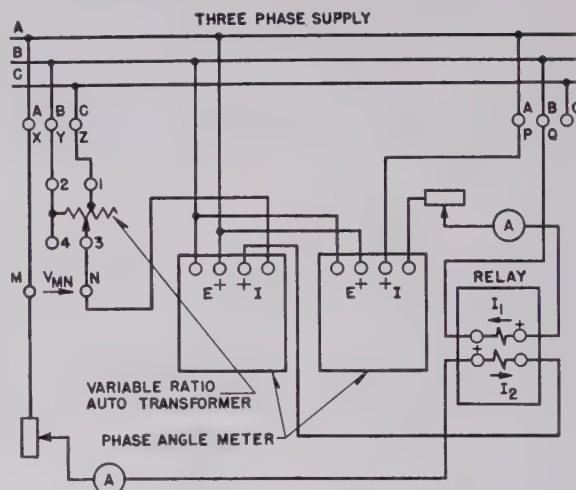 THREE PHASE SUPPLY
A
B
C
A B C
X Y Z
A B
P Q
2 1
4 3
M V_MN N
E + + I
E + + I
A
RELAY
I₁
+
+
I₂
VARIABLE RATIO
AUTO TRANSFORMER
PHASE ANGLE METER
A